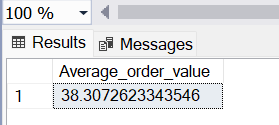 100 %
Results Messages
Average_order_value
1 38.3072623343546